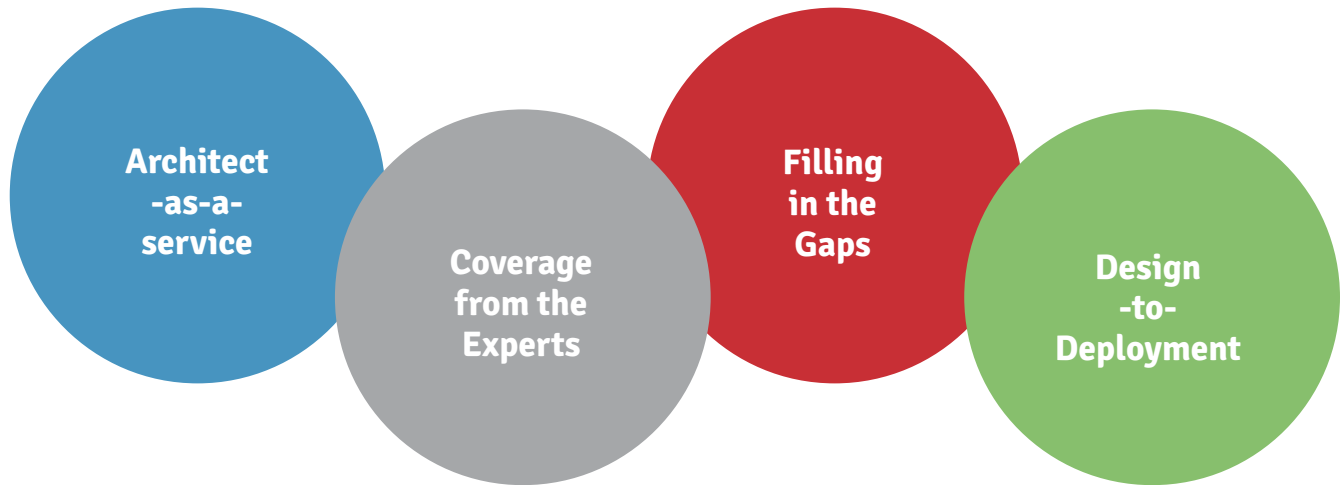 Architect
-as-a-
service
Coverage
from the
Experts
Filling
in the
Gaps
Design
-to-
Deployment